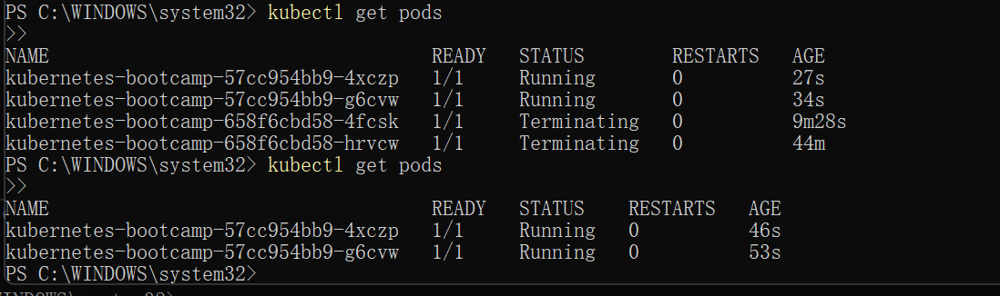 PS C:\WINDOWS\system32> kubectl get pods
>>
NAME READY STATUS RESTARTS AGE
kubernetes-bootcamp-57cc954bb9-4xczp 1/1 Running 0 27s
kubernetes-bootcamp-57cc954bb9-g6cvw 1/1 Running 0 34s
kubernetes-bootcamp-658f6cbd58-4fcsk 1/1 Terminating 0 9m28s
kubernetes-bootcamp-658f6cbd58-hrvcw 1/1 Terminating 0 44m
PS C:\WINDOWS\system32> kubectl get pods
>>
NAME READY STATUS RESTARTS AGE
kubernetes-bootcamp-57cc954bb9-4xczp 1/1 Running 0 46s
kubernetes-bootcamp-57cc954bb9-g6cvw 1/1 Running 0 53s
PS C:\WINDOWS\system32>